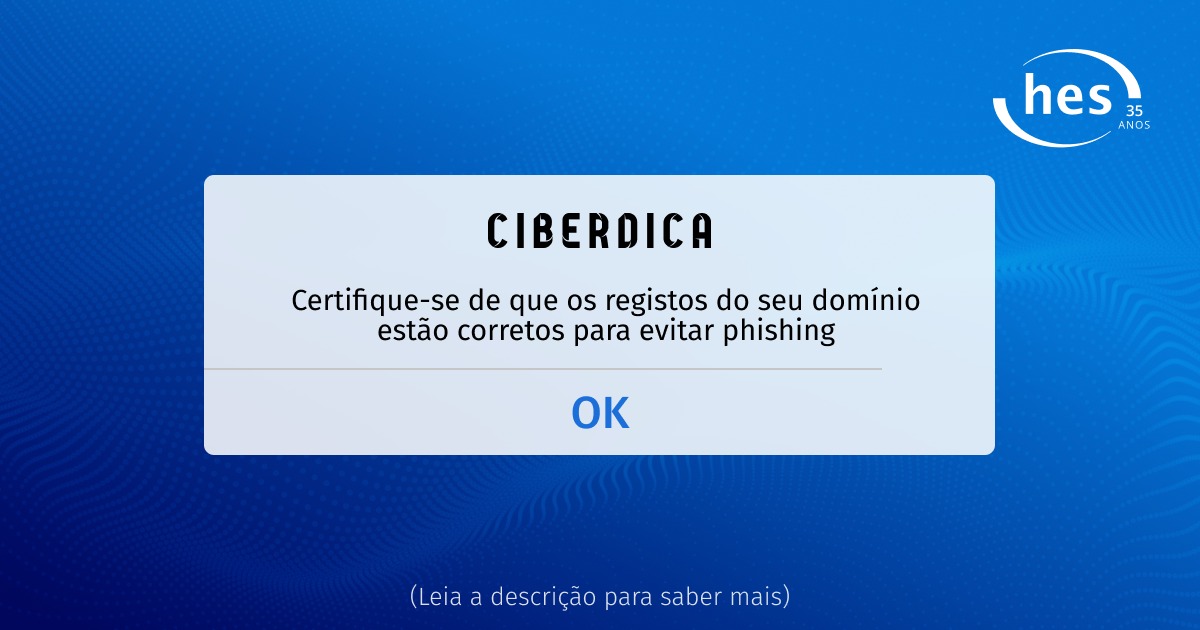 hes
35
ANOS
CIBERDICA
Certifique-se de que os registos do seu domínio
estão corretos para evitar phishing
OK
(Leia a descrição para saber mais)